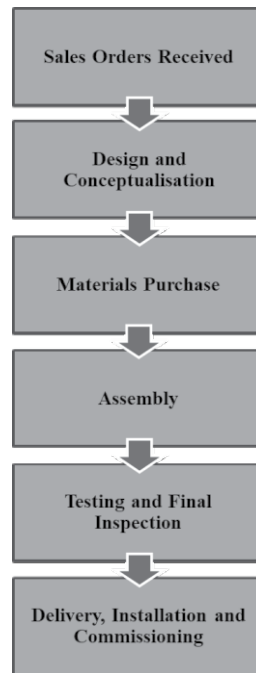 Sales Orders Received
Design and
Conceptualisation
Materials Purchase
Assembly
Testing and Final
Inspection
Delivery, Installation and
Commissioning